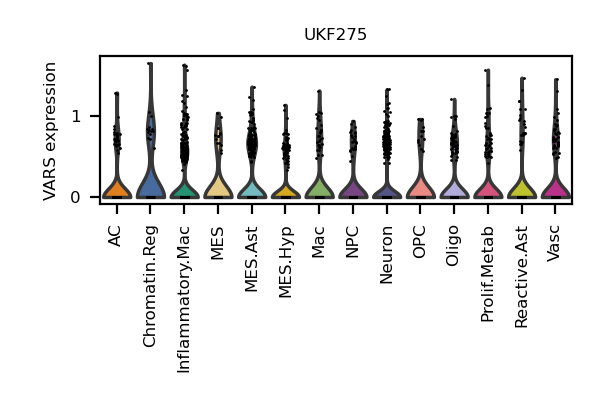 UKF275
VARS expression
1
0
AC
Chromatin.Reg
Inflammatory.Mac
MES
MES.Ast
MES.Hyp
Mac
NPC
Neuron
OPC
Oligo
Prolif.Metab
Reactive.Ast
Vasc